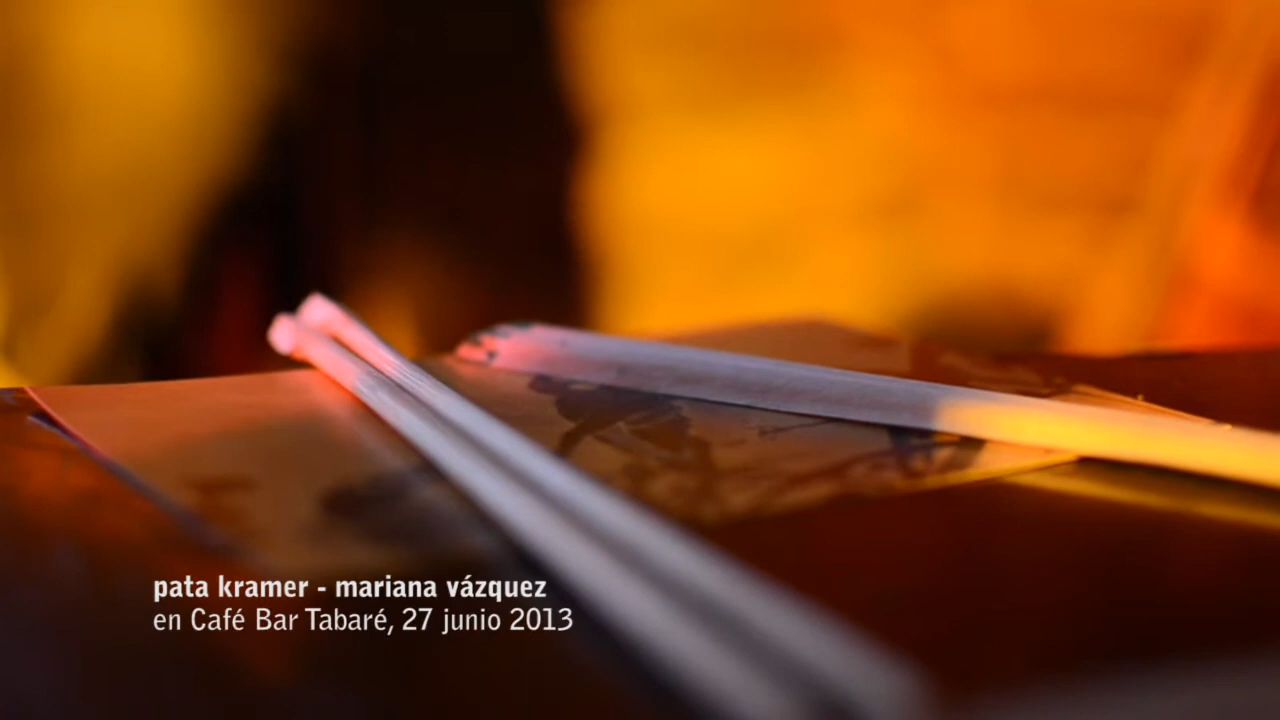 pata kramer - mariana vázquez
en Café Bar Tabaré, 27 junio 2013